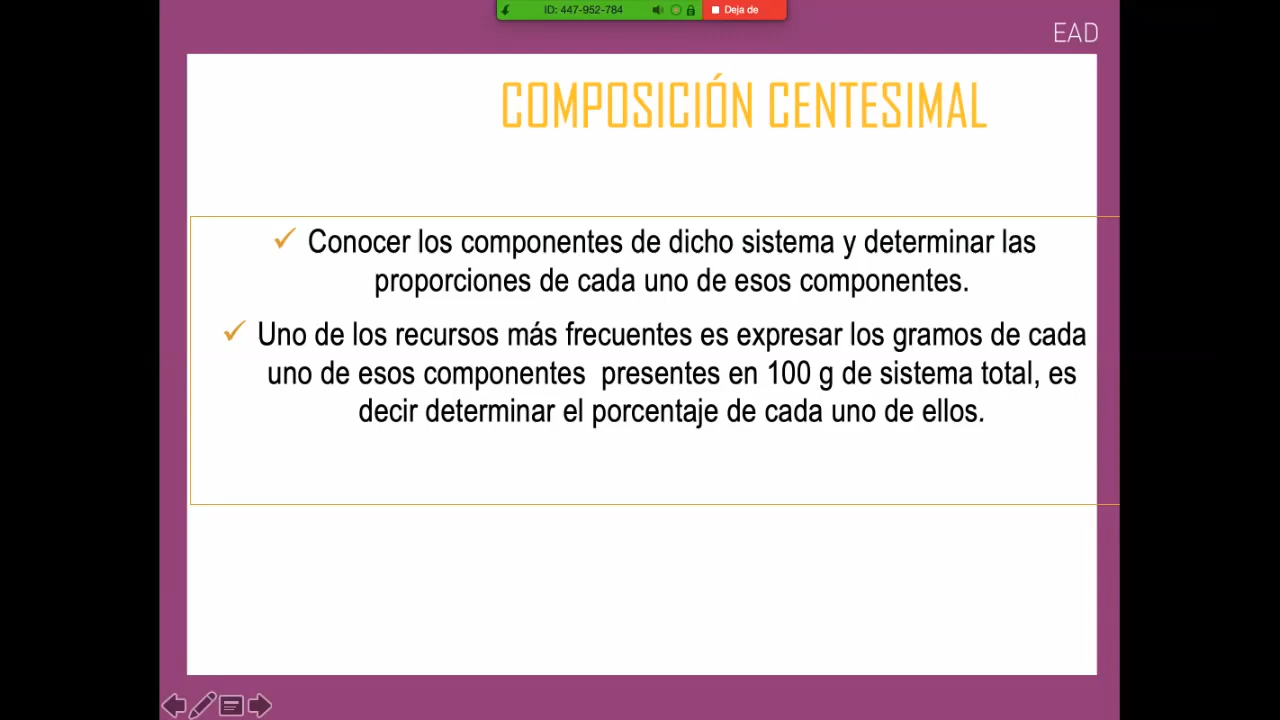 ID: 447-952-784
Deja de
EAD
COMPOSICIÓN CENTESIMAL
Conocer los componentes de dicho sistema y determinar las
proporciones de cada uno de esos componentes.
Uno de los recursos más frecuentes es expresar los gramos de cada
uno de esos componentes presentes en 100 g de sistema total, es
decir determinar el porcentaje de cada uno de ellos.